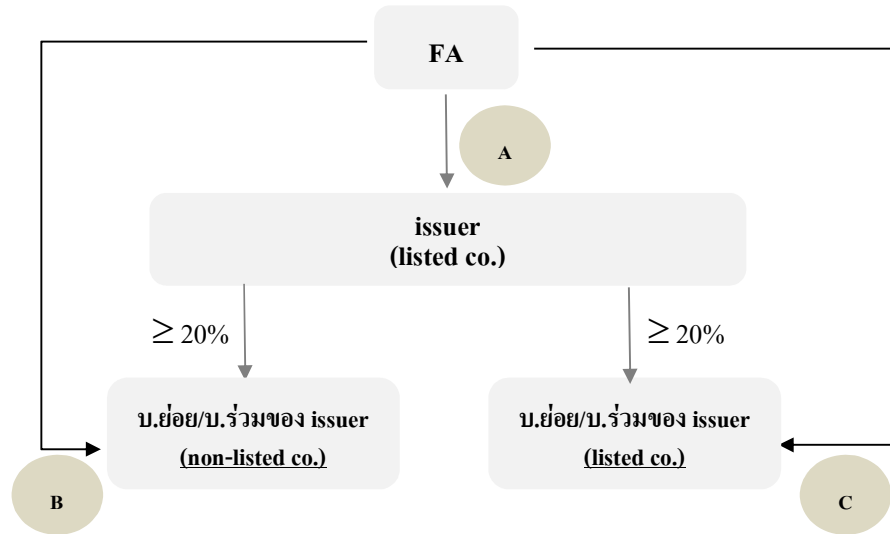 FA
A
issuer
(listed co.)
≥ 20%
≥ 20%
บ.ย่อย/บ.ร่วมของ issuer
(non-listed co.)
บ.ย่อย/บ.ร่วมของ issuer
(listed co.)
B
C